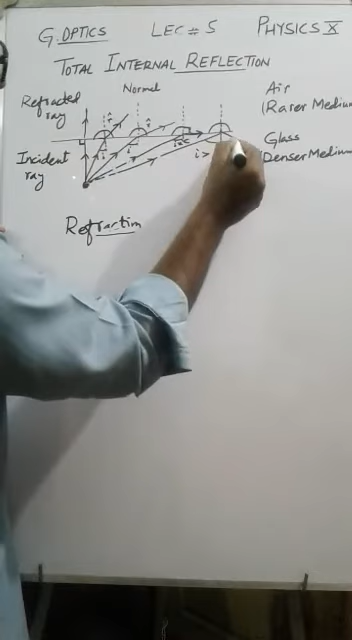 G. OPTICS LEC # 5 PHYSICS X
TOTAL INTERNAL REFLECTION
Refracted ray
Normal
Air
(Rarer Medium
Glass
Denser Medium
Incident ray
r̂ r̂
i i i=c i >
Refraction